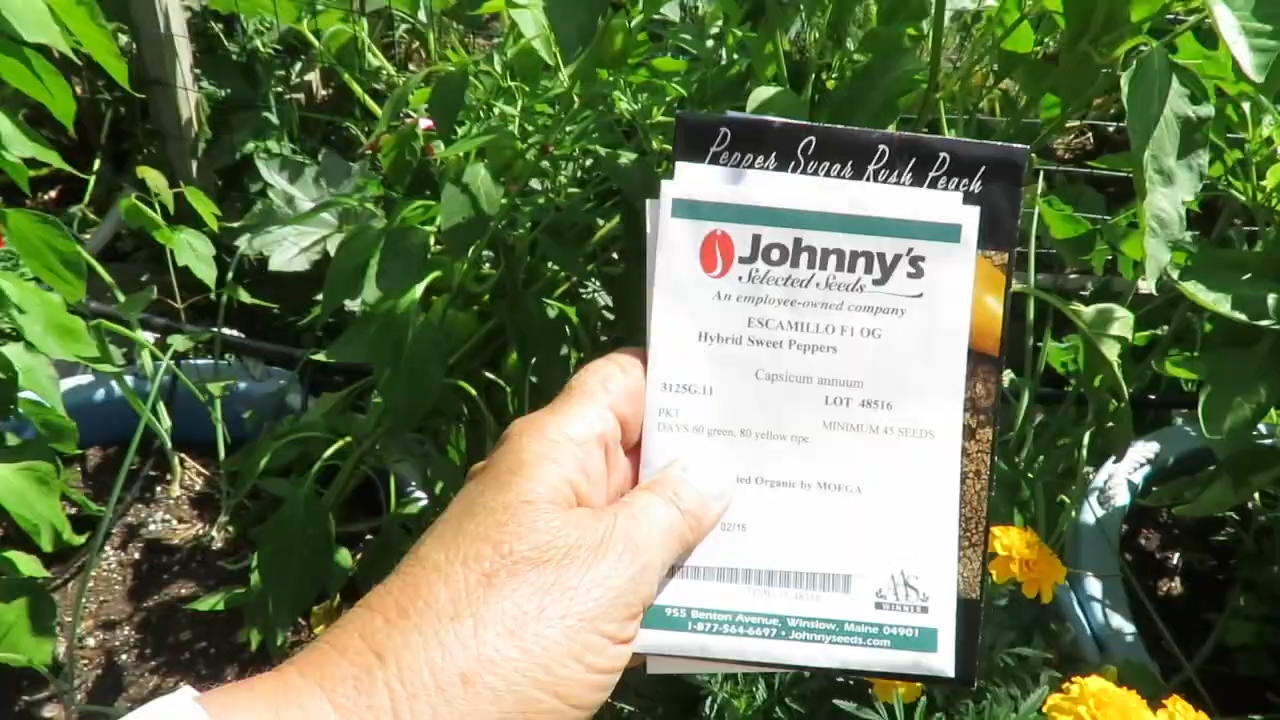 Pepper Sugar Rush Peach
Johnny's
Selected Seeds
An employee-owned company
ESCAMILLO F1 OG
Hybrid Sweet Peppers
Capsicum annuum
3125G.11
LOT 48516
PKT
MINIMUM 45 SEEDS
DAYS 60 green, 80 yellow ripe
ied Organic by MOFGA
02/16
AAS
WINNER
955 Benton Avenue, Winslow, Maine 04901
1-877-564-6697 • Johnnyseeds.com